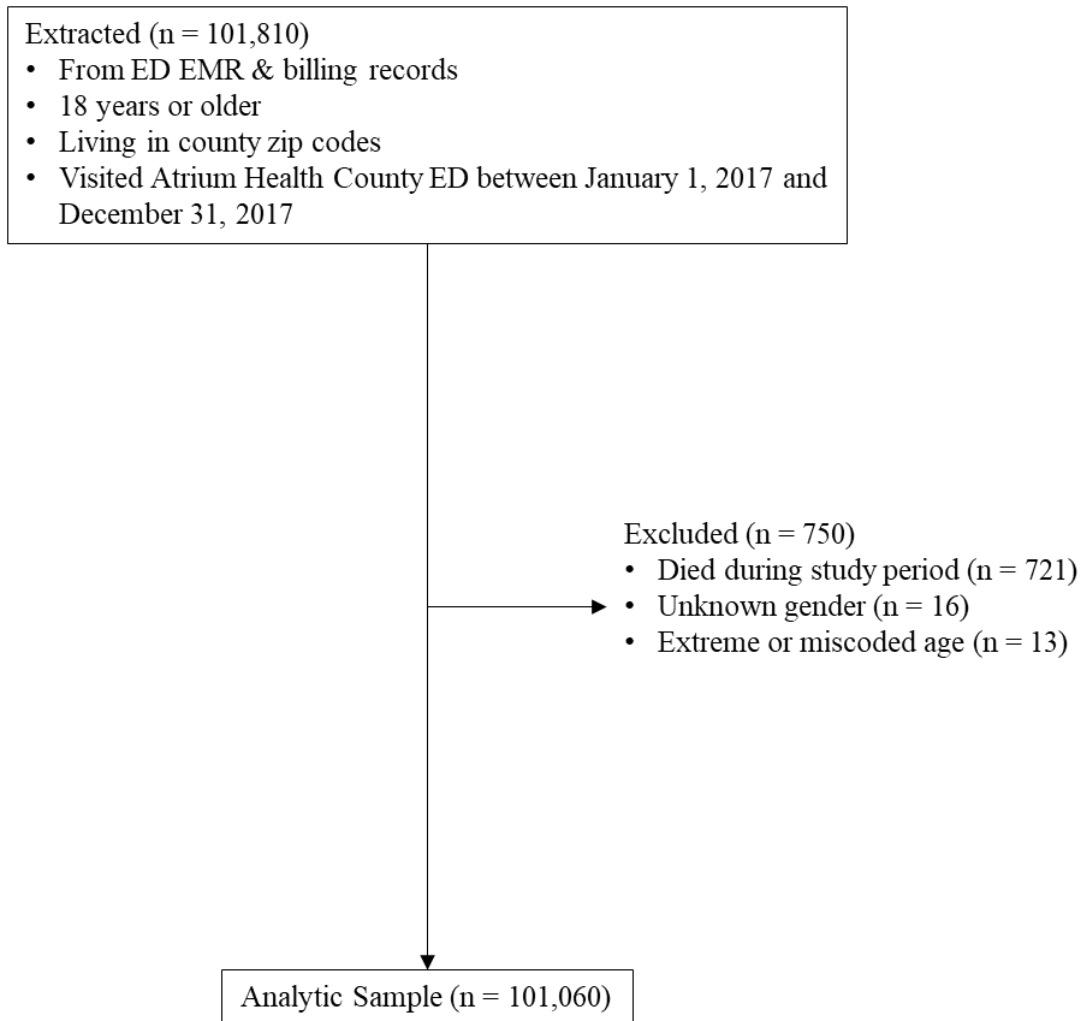 Extracted (n = 101,810)
• From ED EMR & billing records
• 18 years or older
• Living in county zip codes
• Visited Atrium Health County ED between January 1, 2017 and
December 31, 2017
Excluded (n = 750)
• Died during study period (n = 721)
• Unknown gender (n = 16)
• Extreme or miscoded age (n = 13)
Analytic Sample (n = 101,060)